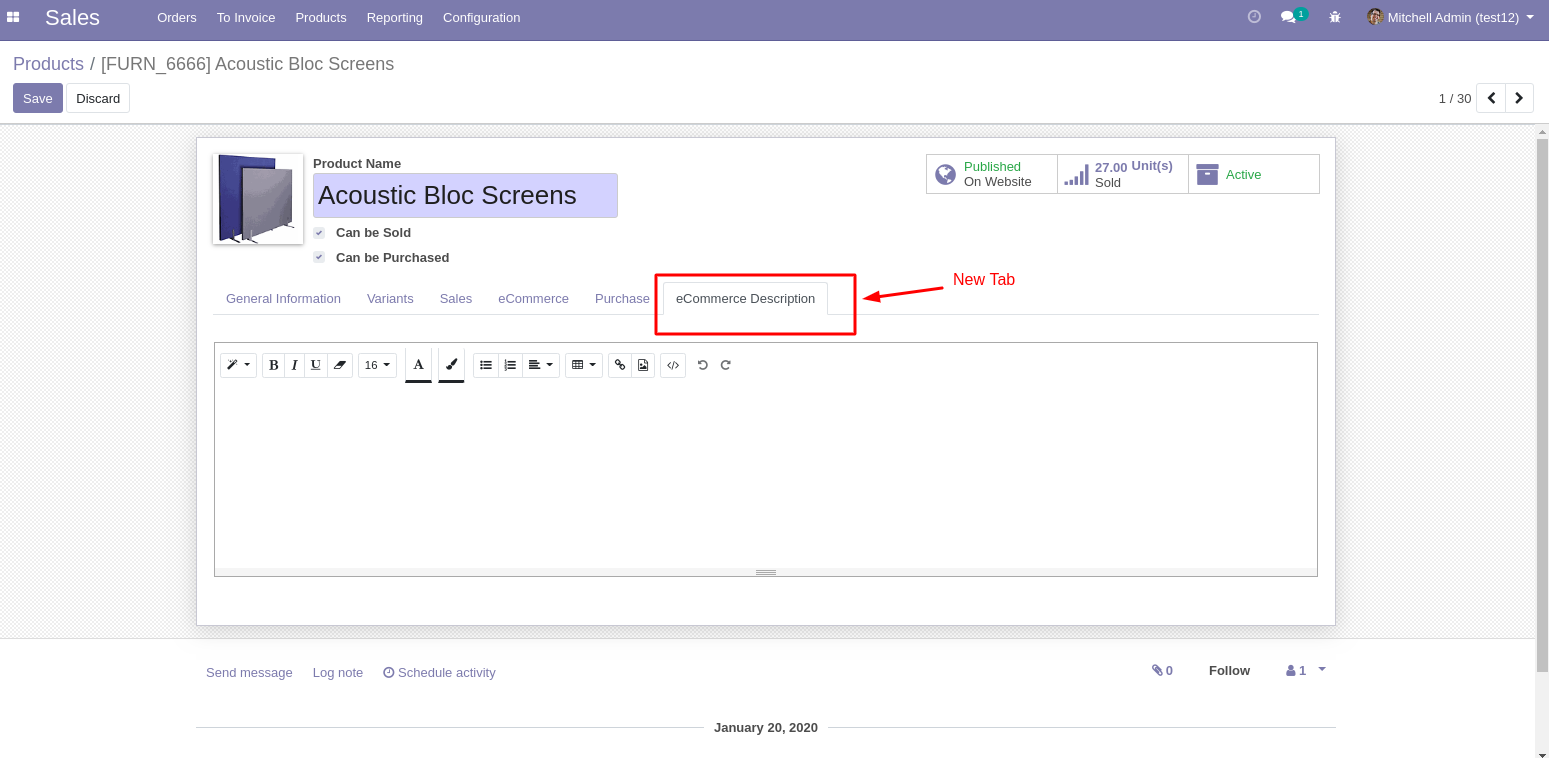 Sales Orders To Invoice Products Reporting Configuration 1 Mitchell Admin (test12)
Products / [FURN_6666] Acoustic Bloc Screens
Save Discard 1 / 30
Product Name
Acoustic Bloc Screens
Can be Sold
Can be Purchased
Published
On Website
27.00 Unit(s)
Sold
Active
New Tab
General Information Variants Sales eCommerce Purchase eCommerce Description
B I U 16 A </>
Send message Log note Schedule activity 0 Follow 1
January 20, 2020